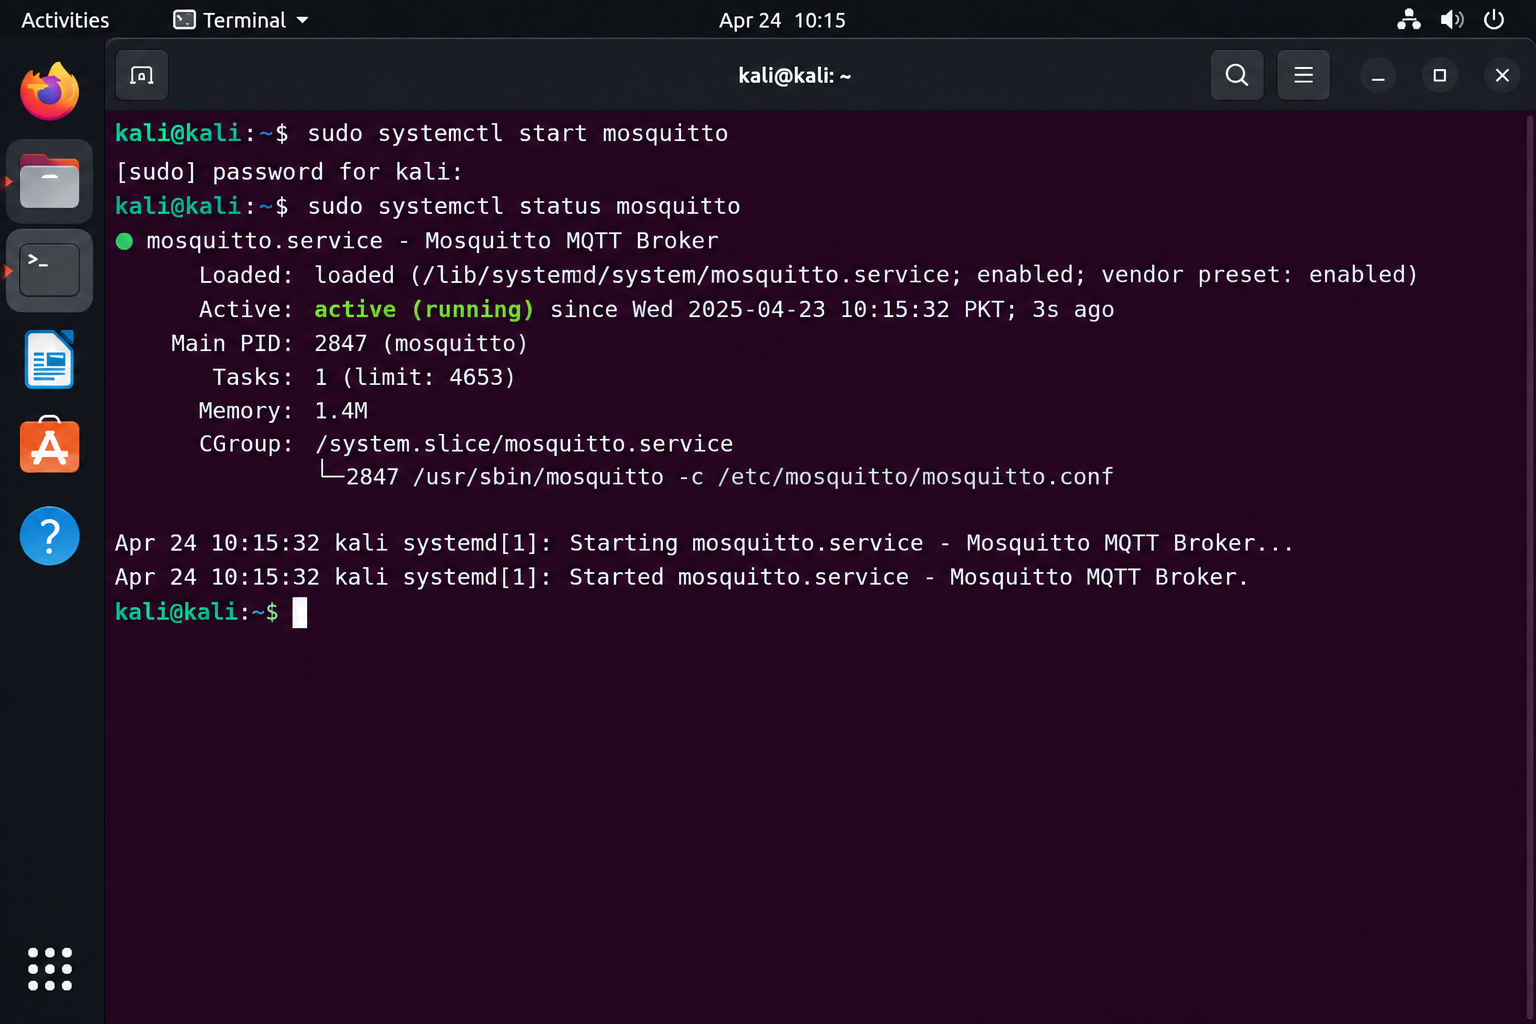 Activities Terminal Apr 24 10:15
kali@kali: ~
kali@kali:~$ sudo systemctl start mosquitto
[sudo] password for kali:
kali@kali:~$ sudo systemctl status mosquitto
● mosquitto.service - Mosquitto MQTT Broker
Loaded: loaded (/lib/systemd/system/mosquitto.service; enabled; vendor preset: enabled)
Active: active (running) since Wed 2025-04-23 10:15:32 PKT; 3s ago
Main PID: 2847 (mosquitto)
Tasks: 1 (limit: 4653)
Memory: 1.4M
CGroup: /system.slice/mosquitto.service
└─2847 /usr/sbin/mosquitto -c /etc/mosquitto/mosquitto.conf
Apr 24 10:15:32 kali systemd[1]: Starting mosquitto.service - Mosquitto MQTT Broker...
Apr 24 10:15:32 kali systemd[1]: Started mosquitto.service - Mosquitto MQTT Broker.
kali@kali:~$